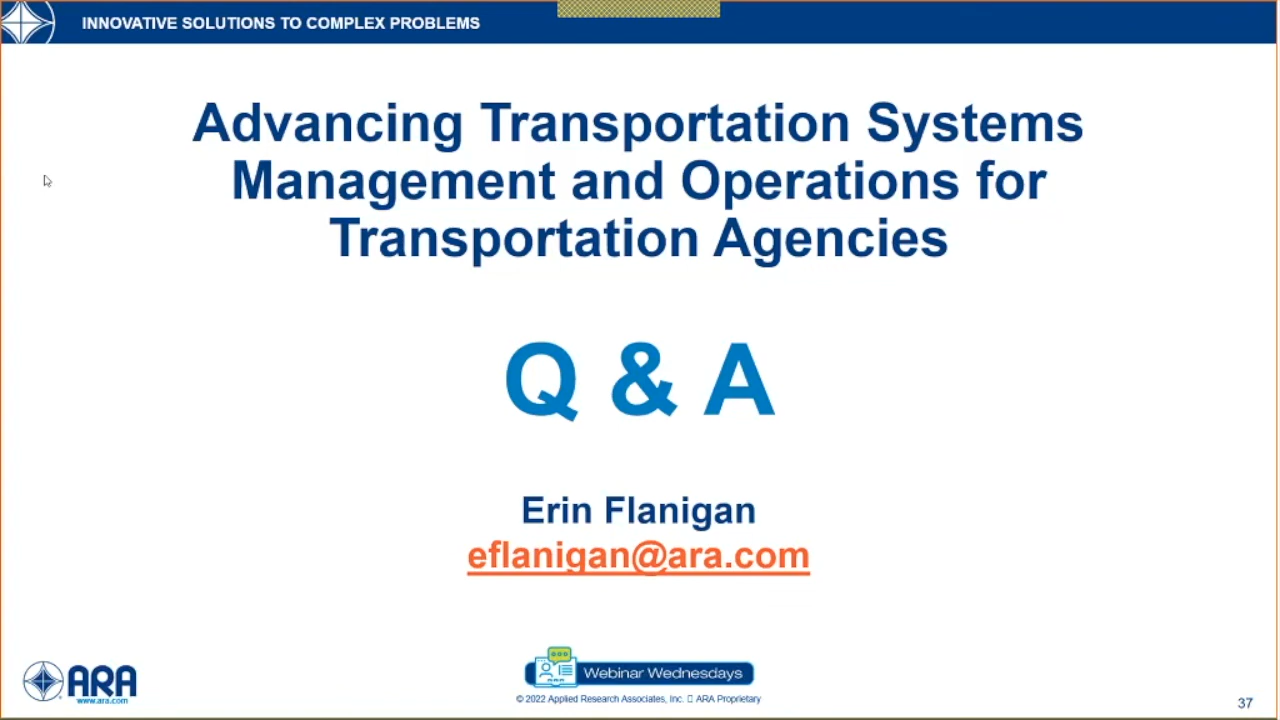 INNOVATIVE SOLUTIONS TO COMPLEX PROBLEMS
Advancing Transportation Systems
Management and Operations for
Transportation Agencies
Q & A
Erin Flanigan
eflanigan@ara.com
ARA
www.ara.com
Webinar Wednesdays
© 2022 Applied Research Associates, Inc. ▯ ARA Proprietary
37